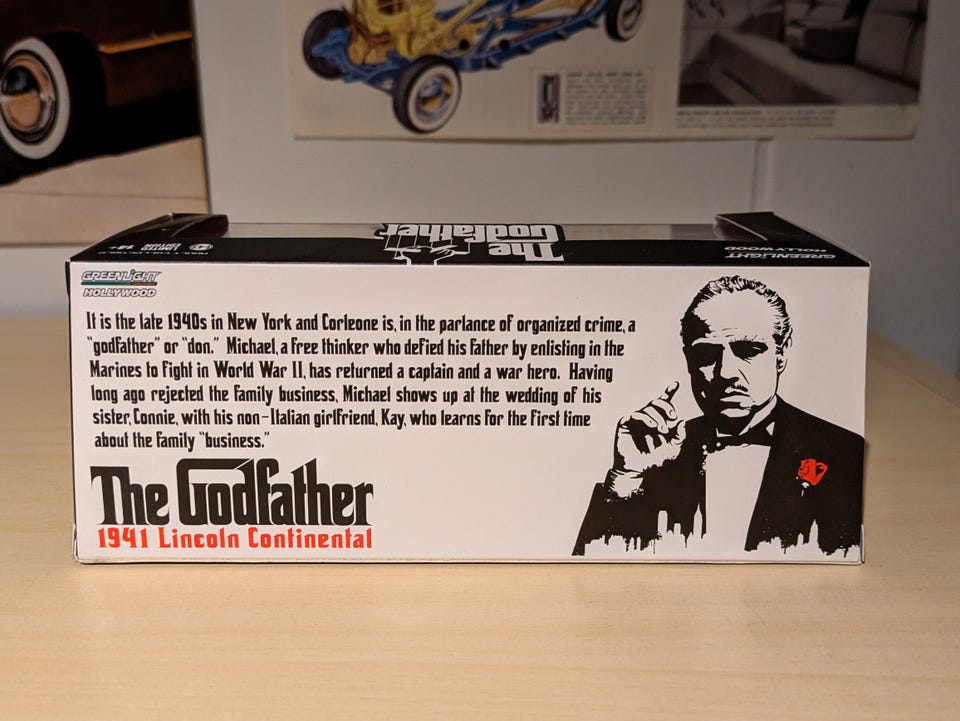 The
Godfather
GREENLIGHT
HOLLYWOOD
LIMITED
EDITION
14+
GREENLIGHT
HOLLYWOOD
It is the late 1940s in New York and Corleone is, in the parlance of organized crime, a
"godfather" or "don." Michael, a free thinker who defied his father by enlisting in the
Marines to fight in World War II, has returned a captain and a war hero. Having
long ago rejected the family business, Michael shows up at the wedding of his
sister, Connie, with his non-Italian girlfriend, Kay, who learns for the first time
about the family "business."
The Godfather
1941 Lincoln Continental